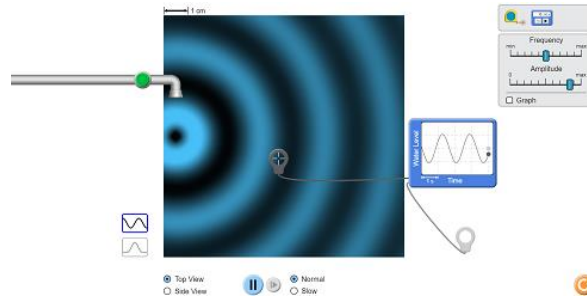 1 cm
Frequency
min
max
Amplitude
0
max
Graph
Water Level
1 s
Time
Top View
Side View
Normal
Slow